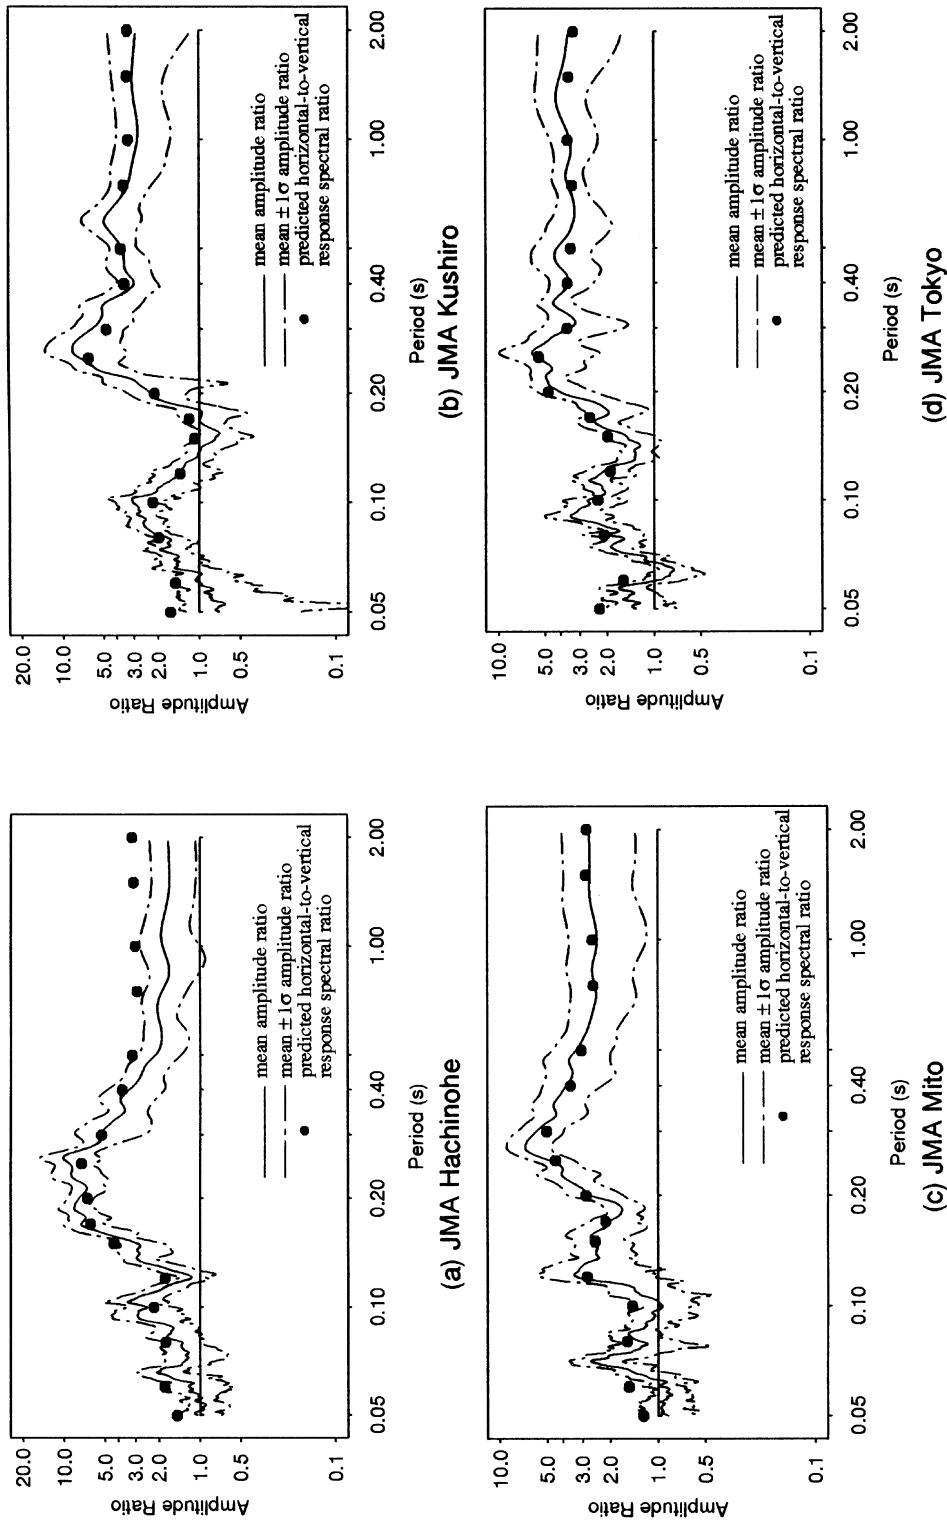 20.0
10.0
5.0
3.0
2.0
1.0
0.5
0.1
Amplitude Ratio
mean amplitude ratio
mean ± 1σ amplitude ratio
predicted horizontal-to-vertical
response spectral ratio
0.05
0.10
0.20
0.40
1.00
2.00
Period (s)
(a) JMA Hachinohe
20.0
10.0
5.0
3.0
2.0
1.0
0.5
0.1
Amplitude Ratio
mean amplitude ratio
mean ± 1σ amplitude ratio
predicted horizontal-to-vertical
response spectral ratio
0.05
0.10
0.20
0.40
1.00
2.00
Period (s)
(b) JMA Kushiro
10.0
5.0
3.0
2.0
1.0
0.5
0.1
Amplitude Ratio
mean amplitude ratio
mean ± 1σ amplitude ratio
predicted horizontal-to-vertical
response spectral ratio
0.05
0.10
0.20
0.40
1.00
2.00
Period (s)
(c) JMA Mito
10.0
5.0
3.0
2.0
1.0
0.5
0.1
Amplitude Ratio
mean amplitude ratio
mean ± 1σ amplitude ratio
predicted horizontal-to-vertical
response spectral ratio
0.05
0.10
0.20
0.40
1.00
2.00
Period (s)
(d) JMA Tokyo